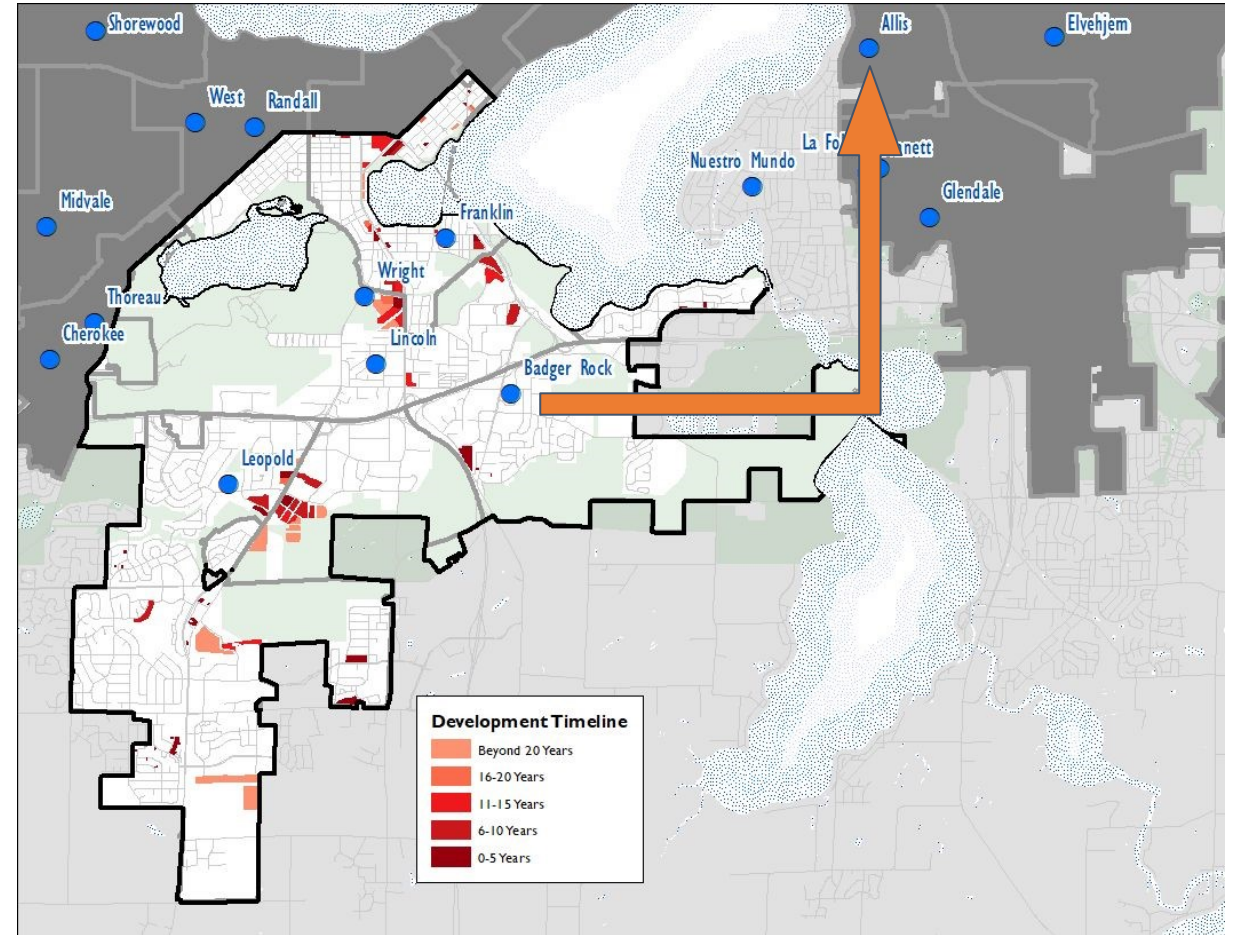 Shorewood
Allis
Elvehjem
West
Randall
La Fo
nnett
Nuestro Mundo
Midvale
Glendale
Franklin
Wright
Thoreau
Cherokee
Lincoln
Badger Rock
Leopold
Development Timeline
Beyond 20 Years
16-20 Years
11-15 Years
6-10 Years
0-5 Years